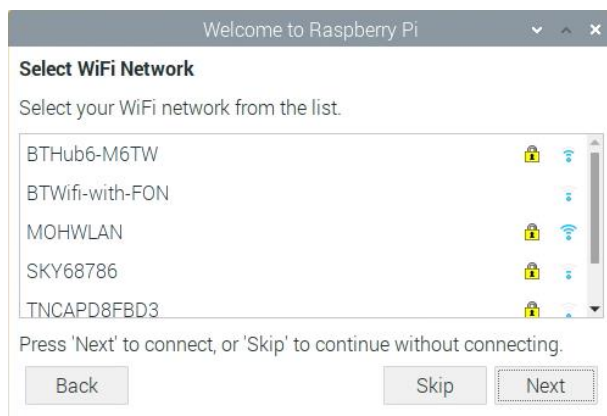 Welcome to Raspberry Pi
Select WiFi Network
Select your WiFi network from the list.
BTHub6-M6TW
BTWifi-with-FON
MOHWLAN
SKY68786
TNCAPD8FBD3
Press 'Next' to connect, or 'Skip' to continue without connecting.
Back Skip Next